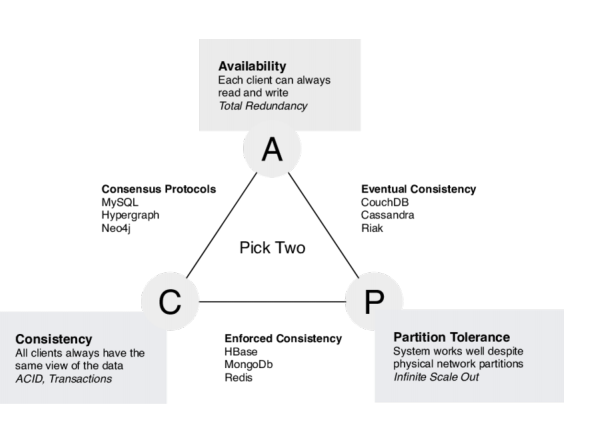 Availability
Each client can always
read and write
Total Redundancy
A
Consensus Protocols
MySQL
Hypergraph
Neo4j
Eventual Consistency
CouchDB
Cassandra
Riak
Pick Two
C
P
Consistency
All clients always have the
same view of the data
ACID, Transactions
Enforced Consistency
HBase
MongoDb
Redis
Partition Tolerance
System works well despite
physical network partitions
Infinite Scale Out